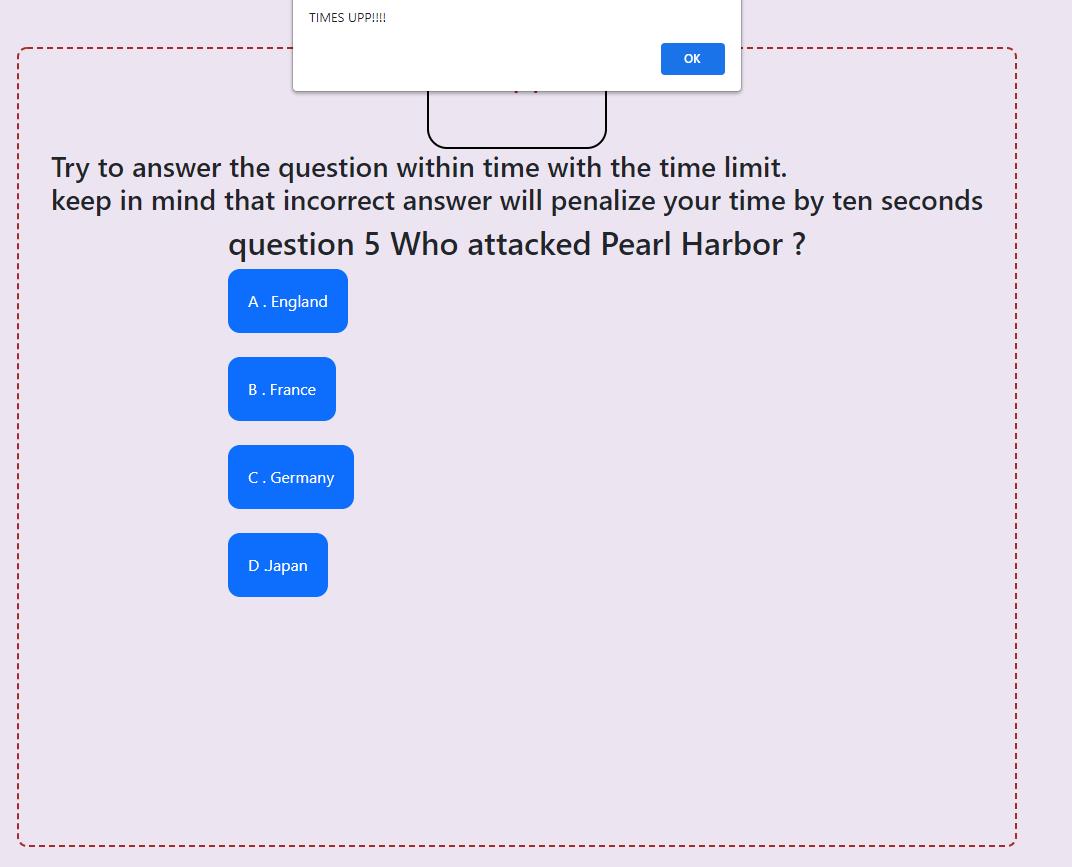 TIMES UPP!!!!
OK
Try to answer the question within time with the time limit.
keep in mind that incorrect answer will penalize your time by ten seconds
question 5 Who attacked Pearl Harbor ?
A . England
B . France
C . Germany
D .Japan